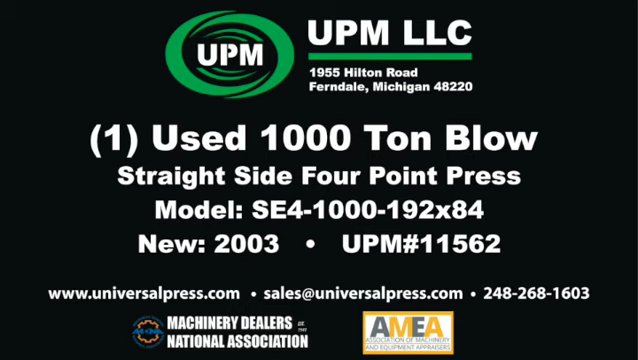 UPM
UPM LLC
1955 Hilton Road
Ferndale, Michigan 48220
(1) Used 1000 Ton Blow
Straight Side Four Point Press
Model: SE4-1000-192x84
New: 2003 • UPM#11562
www.universalpress.com • sales@universalpress.com • 248-268-1603
MACHINERY DEALERS
NATIONAL ASSOCIATION
AMEA
ASSOCIATION OF MACHINERY
AND EQUIPMENT APPRAISERS